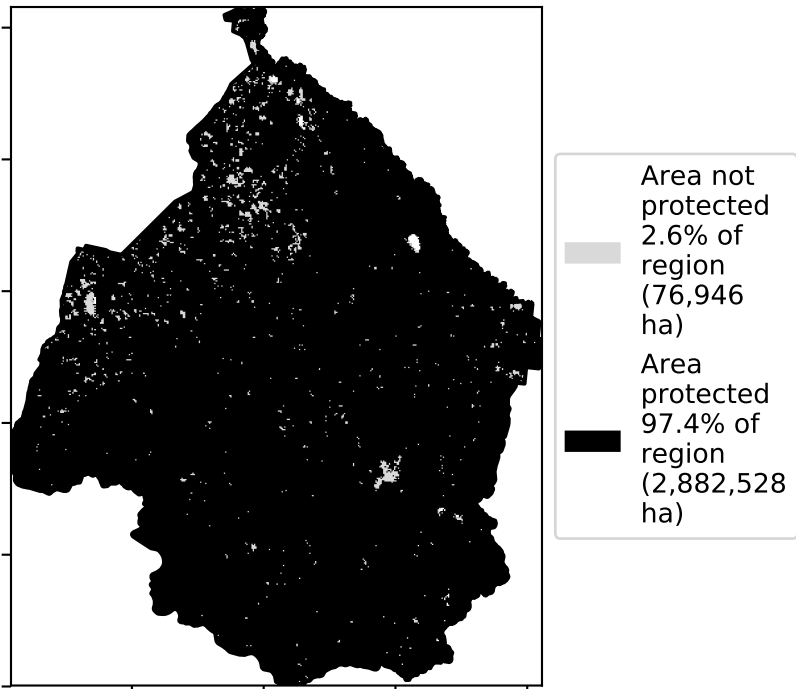 Area not
protected
2.6% of
region
(76,946
ha)
Area
protected
97.4% of
region
(2,882,528
ha)